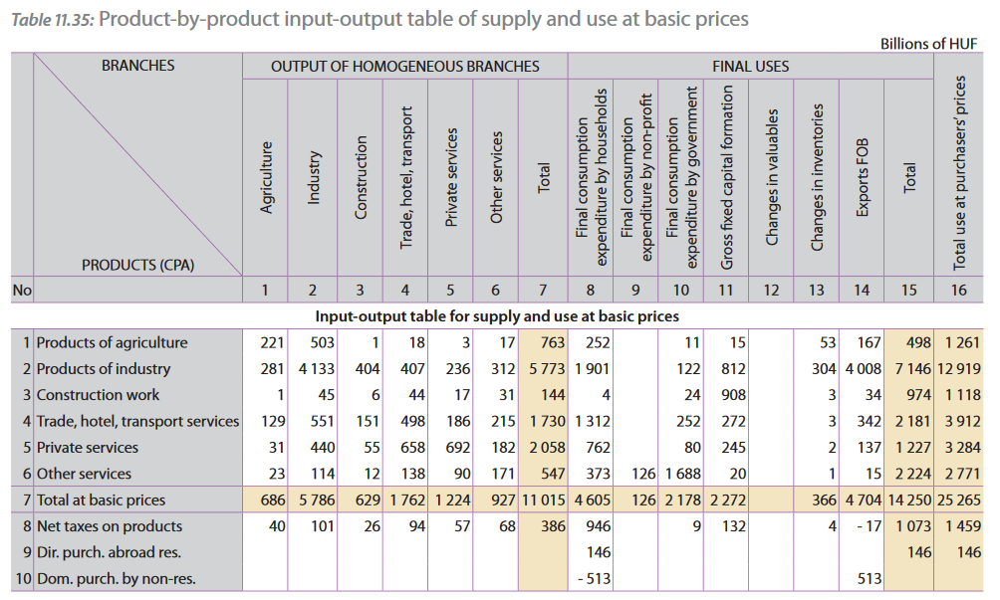 Table 11.35: Product-by-product input-output table of supply and use at basic prices
Billions of HUF
BRANCHES OUTPUT OF HOMOGENEOUS BRANCHES FINAL USES
Agriculture
Industry
Construction
Trade, hotel, transport
Private services
Other services
Total
Final consumption
expenditure by households
Final consumption
expenditure by non-profit
Final consumption
expenditure by government
Gross fixed capital formation
Changes in valuables
Changes in inventories
Exports FOB
Total
Total use at purchasers' prices
PRODUCTS (CPA)
No 1 2 3 4 5 6 7 8 9 10 11 12 13 14 15 16
Input-output table for supply and use at basic prices
1 Products of agriculture 221 503 1 18 3 17 763 252 11 15 53 167 498 1 261
2 Products of industry 281 4 133 404 407 236 312 5 773 1 901 122 812 304 4 008 7 146 12 919
3 Construction work 1 45 6 44 17 31 144 4 24 908 3 34 974 1 118
4 Trade, hotel, transport services 129 551 151 498 186 215 1 730 1 312 252 272 3 342 2 181 3 912
5 Private services 31 440 55 658 692 182 2 058 762 80 245 2 137 1 227 3 284
6 Other services 23 114 12 138 90 171 547 373 126 1 688 20 1 15 2 224 2 771
7 Total at basic prices 686 5 786 629 1 762 1 224 927 11 015 4 605 126 2 178 2 272 366 4 704 14 250 25 265
8 Net taxes on products 40 101 26 94 57 68 386 946 9 132 4 - 17 1 073 1 459
9 Dir. purch. abroad res. 146 146 146
10 Dom. purch. by non-res. - 513 513